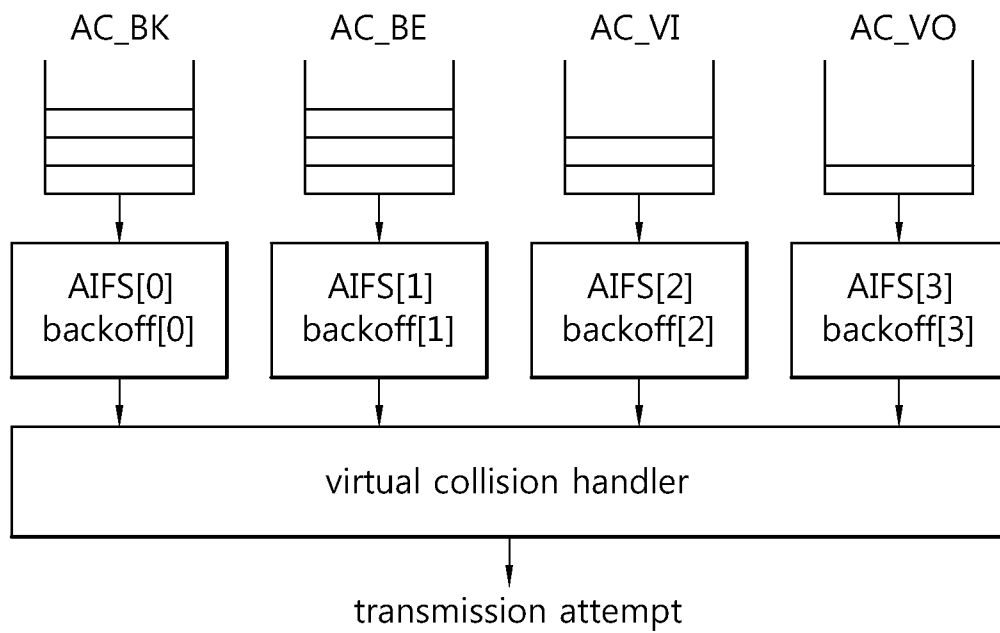 AC_BK
AC_BE
AC_VI
AC_VO
AIFS[0]
backoff[0]
AIFS[1]
backoff[1]
AIFS[2]
backoff[2]
AIFS[3]
backoff[3]
virtual collision handler
transmission attempt